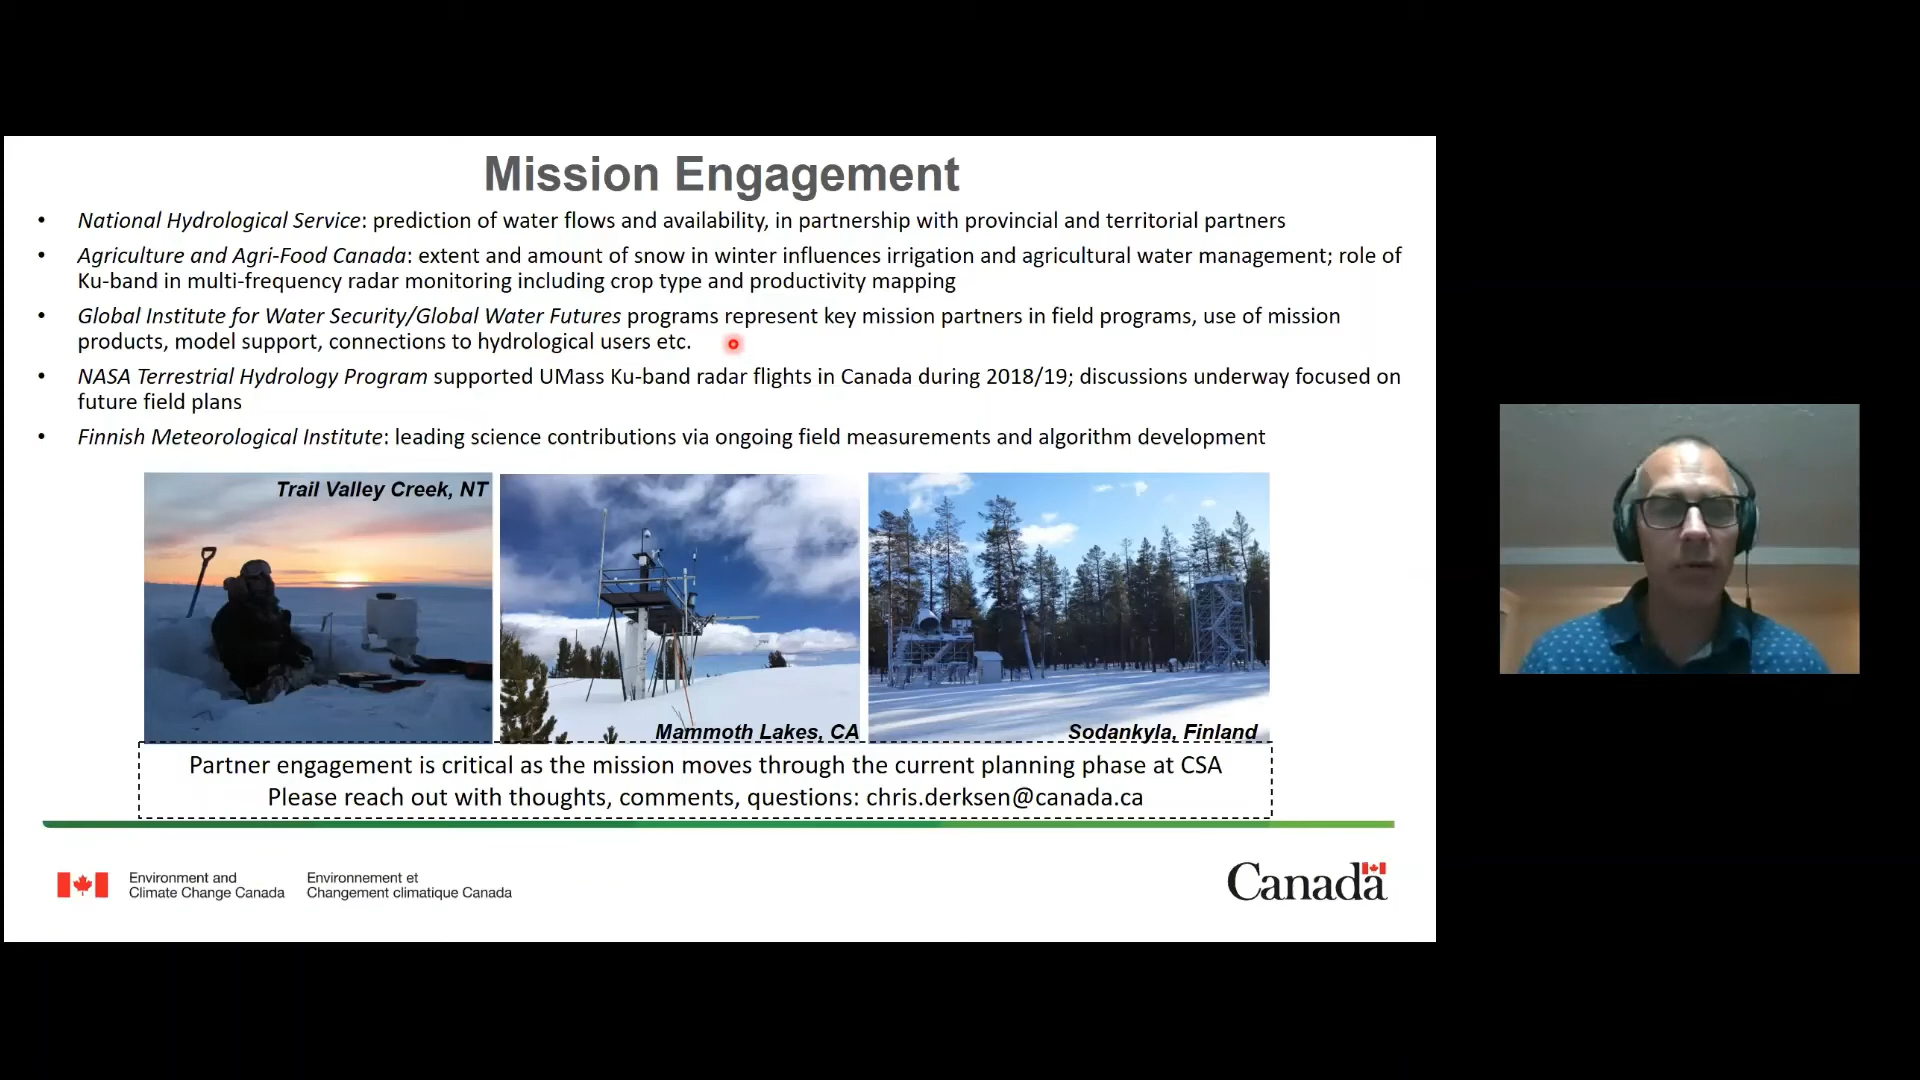 Mission Engagement
• National Hydrological Service: prediction of water flows and availability, in partnership with provincial and territorial partners
• Agriculture and Agri-Food Canada: extent and amount of snow in winter influences irrigation and agricultural water management; role of
Ku-band in multi-frequency radar monitoring including crop type and productivity mapping
• Global Institute for Water Security/Global Water Futures programs represent key mission partners in field programs, use of mission
products, model support, connections to hydrological users etc.
• NASA Terrestrial Hydrology Program supported UMass Ku-band radar flights in Canada during 2018/19; discussions underway focused on
future field plans
• Finnish Meteorological Institute: leading science contributions via ongoing field measurements and algorithm development
Trail Valley Creek, NT
Mammoth Lakes, CA
Sodankyla, Finland
Partner engagement is critical as the mission moves through the current planning phase at CSA
Please reach out with thoughts, comments, questions: chris.derksen@canada.ca
Environment and
Climate Change Canada
Environnement et
Changement climatique Canada
Canada